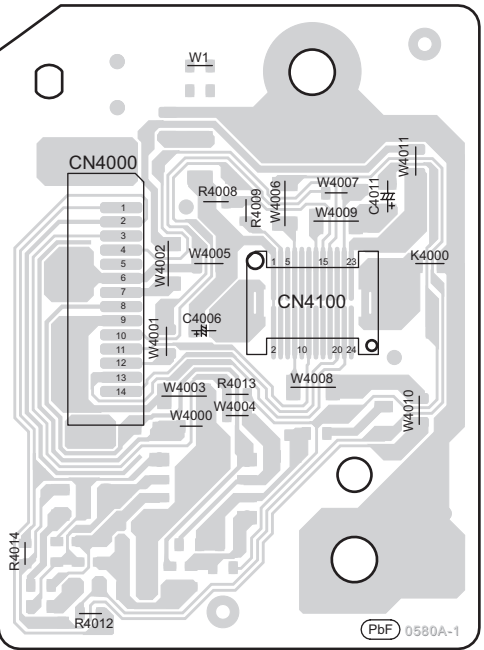 W1
CN4000
W4011
R4008
R4009
W4006
W4007
C4011
W4009
1
2
3
4
5
6
7
8
9
10
11
12
13
14
W4002
W4005
K4000
1 5 15 23
CN4100
2 10 20 24
C4006
W4001
W4003
R4013
W4008
W4000
W4004
W4010
R4014
R4012
PbF 0580A-1